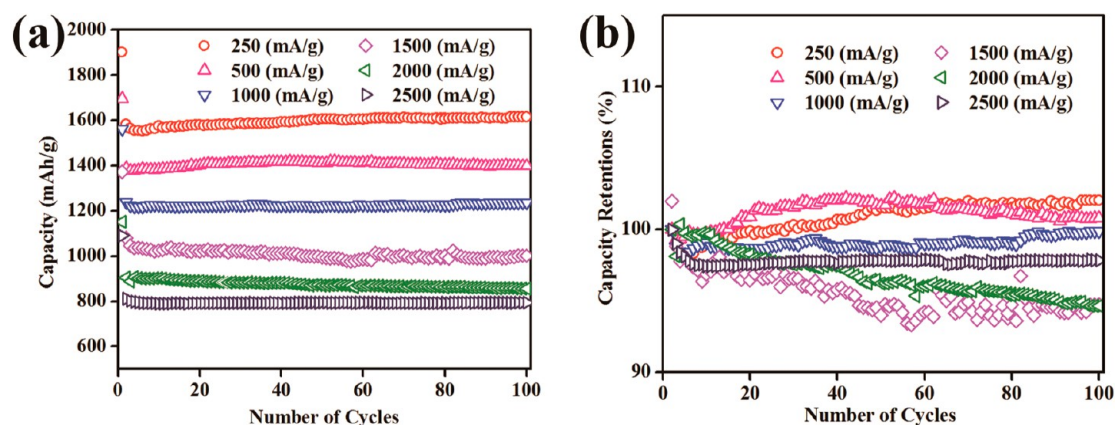 (a)
2000
1800
1600
1400
1200
1000
800
600
Capacity (mAh/g)
250 (mA/g)
500 (mA/g)
1000 (mA/g)
1500 (mA/g)
2000 (mA/g)
2500 (mA/g)
0 20 40 60 80 100
Number of Cycles
(b)
110
100
90
Capacity Retentions (%)
250 (mA/g)
500 (mA/g)
1000 (mA/g)
1500 (mA/g)
2000 (mA/g)
2500 (mA/g)
0 20 40 60 80 100
Number of Cycles